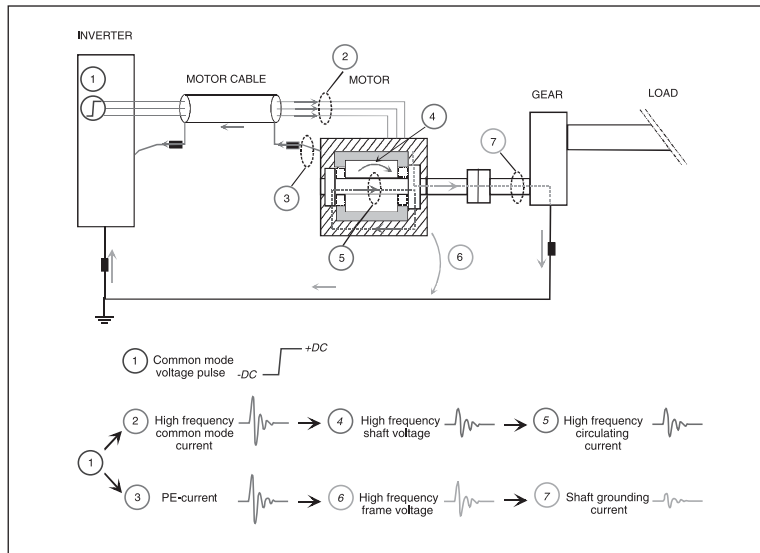 INVERTER
1
MOTOR CABLE
2
MOTOR
GEAR
LOAD
4
7
3
5
6
1
Common mode
voltage pulse
-DC
+DC
1
2
High frequency
common mode
current
4
High frequency
shaft voltage
5
High frequency
circulating
current
3
PE-current
6
High frequency
frame voltage
7
Shaft grounding
current